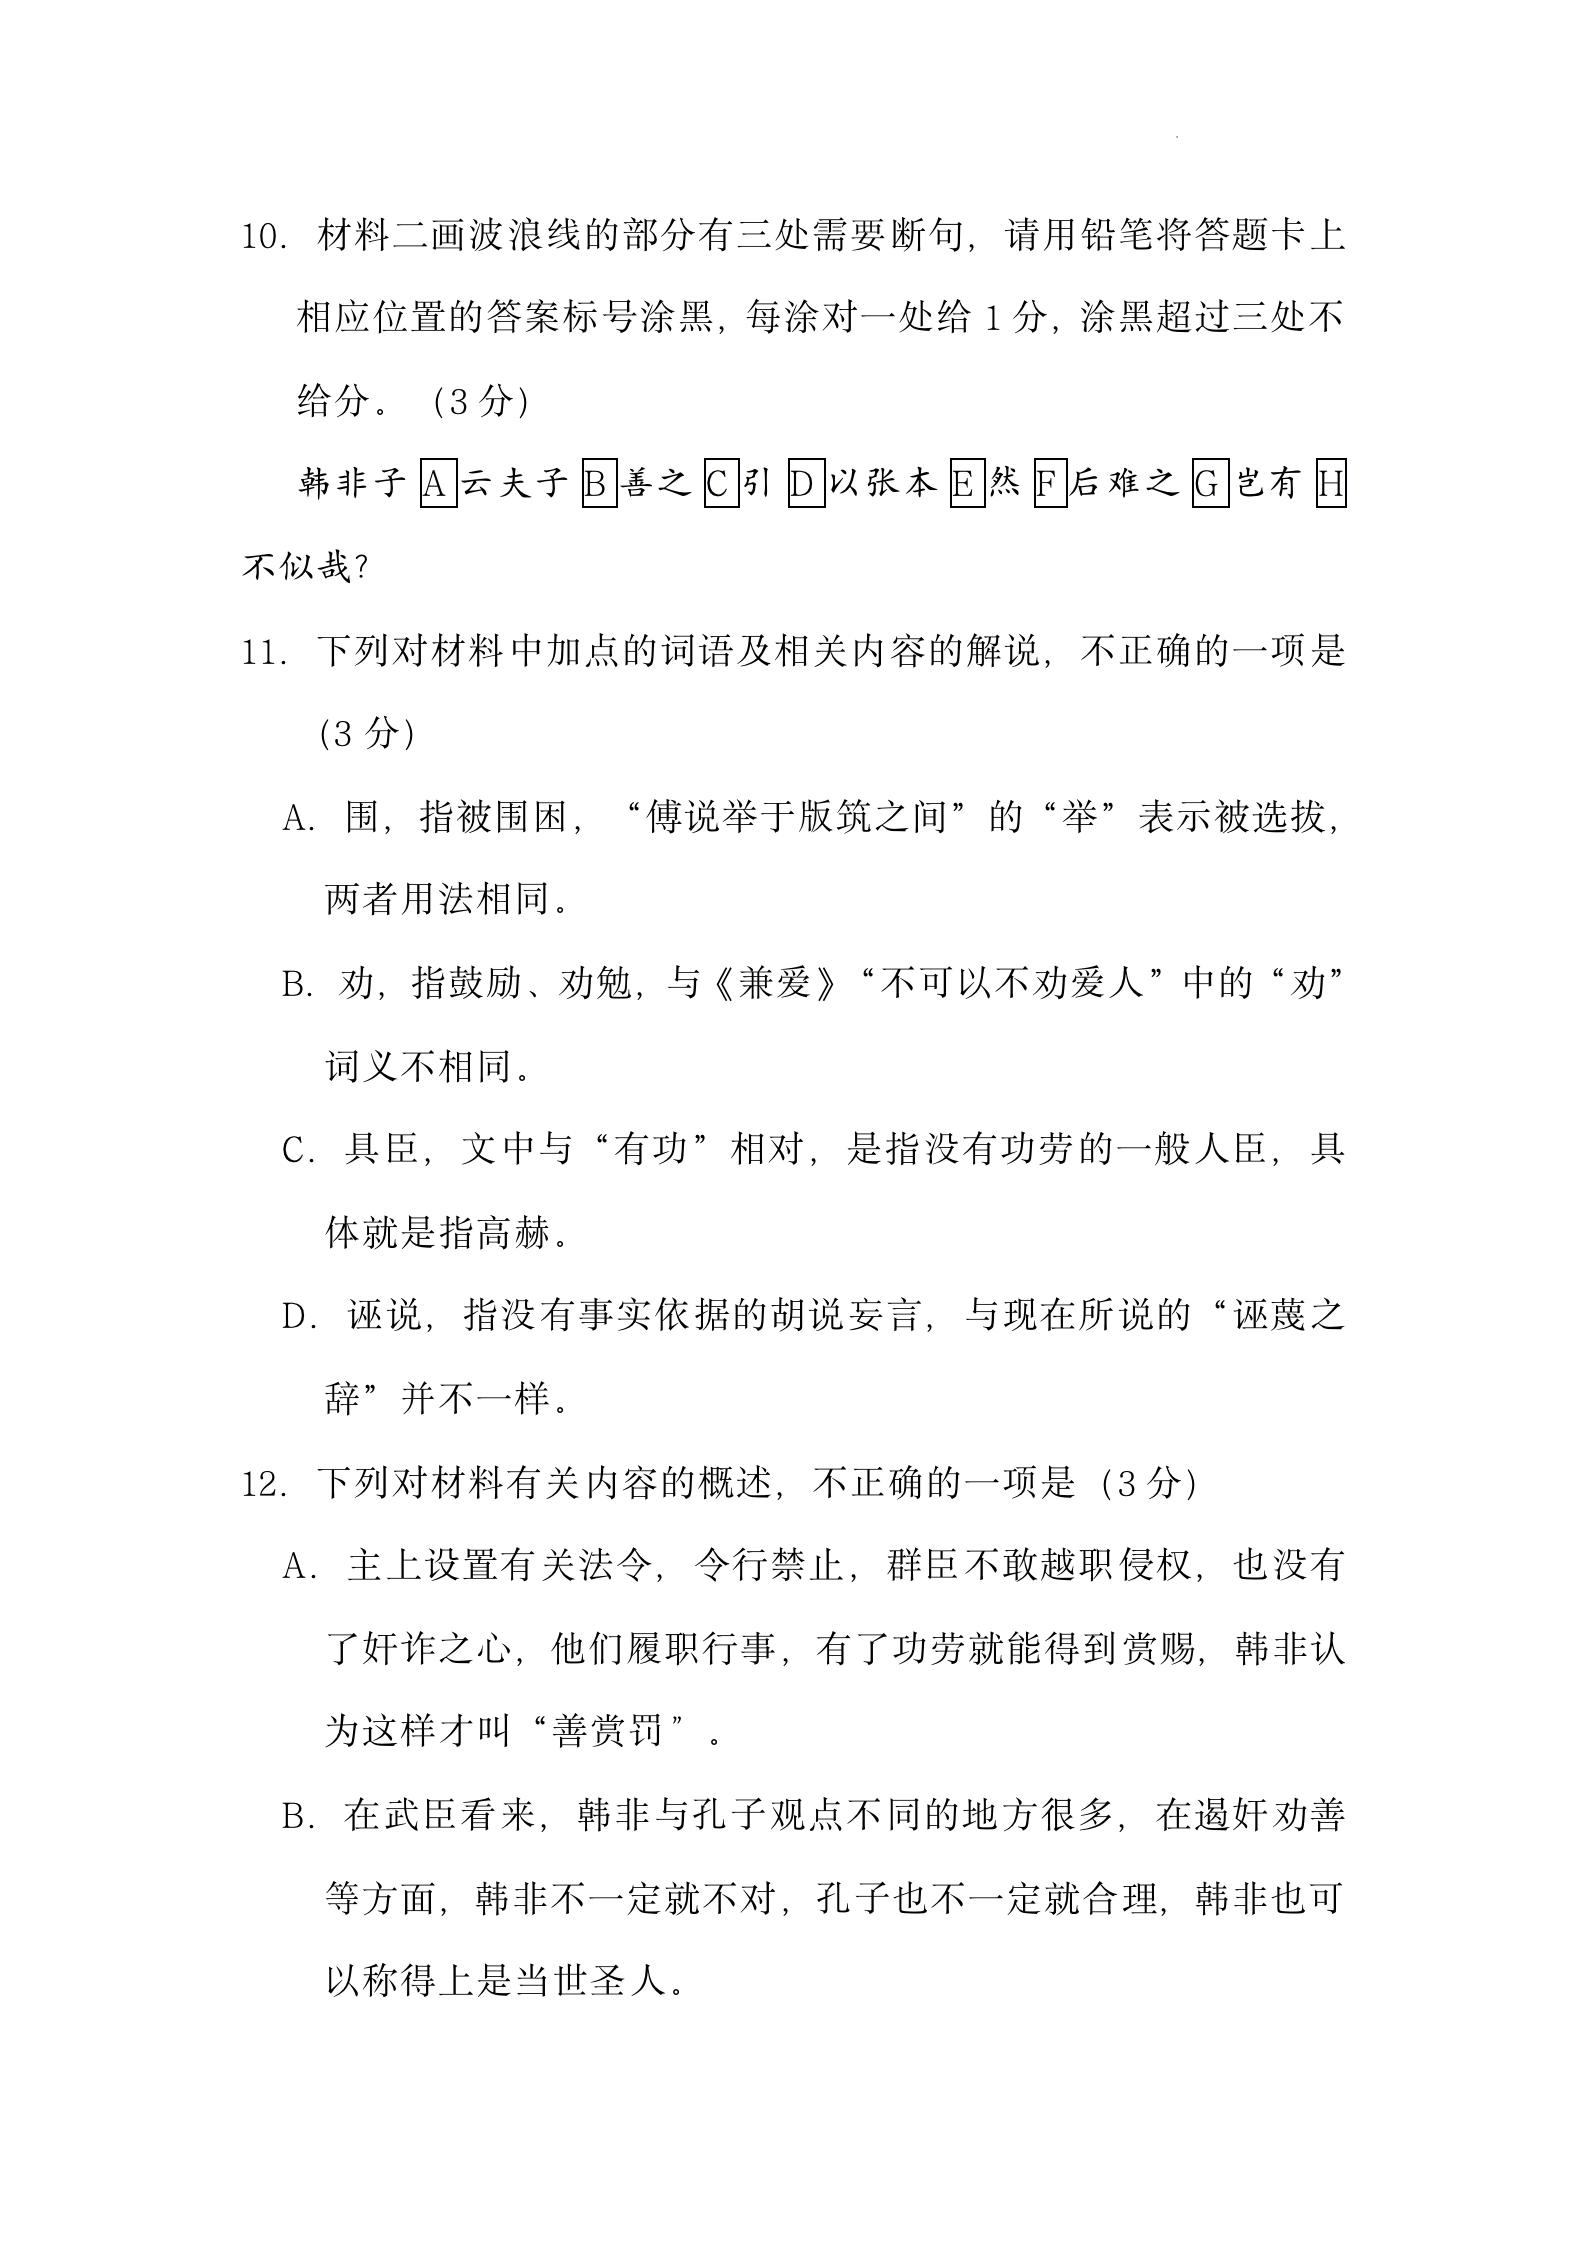 10. 材料二画波浪线的部分有三处需要断句，请用铅笔将答题卡上
相应位置的答案标号涂黑，每涂对一处给 1 分，涂黑超过三处不
给分。（3 分）
韩非子 A 云夫子 B 善之 C 引 D 以张本 E 然 F 后难之 G 岂有 H
不似哉？
11. 下列对材料中加点的词语及相关内容的解说，不正确的一项是
（3 分）
A. 围，指被围困，“傅说举于版筑之间”的“举”表示被选拔，
两者用法相同。
B. 劝，指鼓励、劝勉，与《兼爱》“不可以不劝爱人”中的“劝”
词义不相同。
C. 具臣，文中与“有功”相对，是指没有功劳的一般人臣，具
体就是指高赫。
D. 诬说，指没有事实依据的胡说妄言，与现在所说的“诬蔑之
辞”并不一样。
12. 下列对材料有关内容的概述，不正确的一项是（3 分）
A. 主上设置有关法令，令行禁止，群臣不敢越职侵权，也没有
了奸诈之心，他们履职行事，有了功劳就能得到赏赐，韩非认
为这样才叫“善赏罚”。
B. 在武臣看来，韩非与孔子观点不同的地方很多，在遏奸劝善
等方面，韩非不一定就不对，孔子也不一定就合理，韩非也可
以称得上是当世圣人。